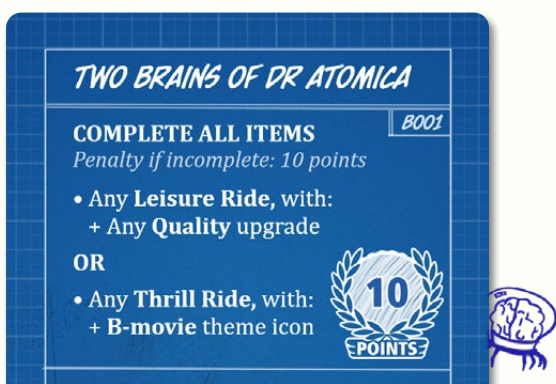 TWO BRAINS OF DR ATOMICA
B001
COMPLETE ALL ITEMS
Penalty if incomplete: 10 points
• Any Leisure Ride, with:
+ Any Quality upgrade
OR
• Any Thrill Ride, with:
+ B-movie theme icon
10
POINTS